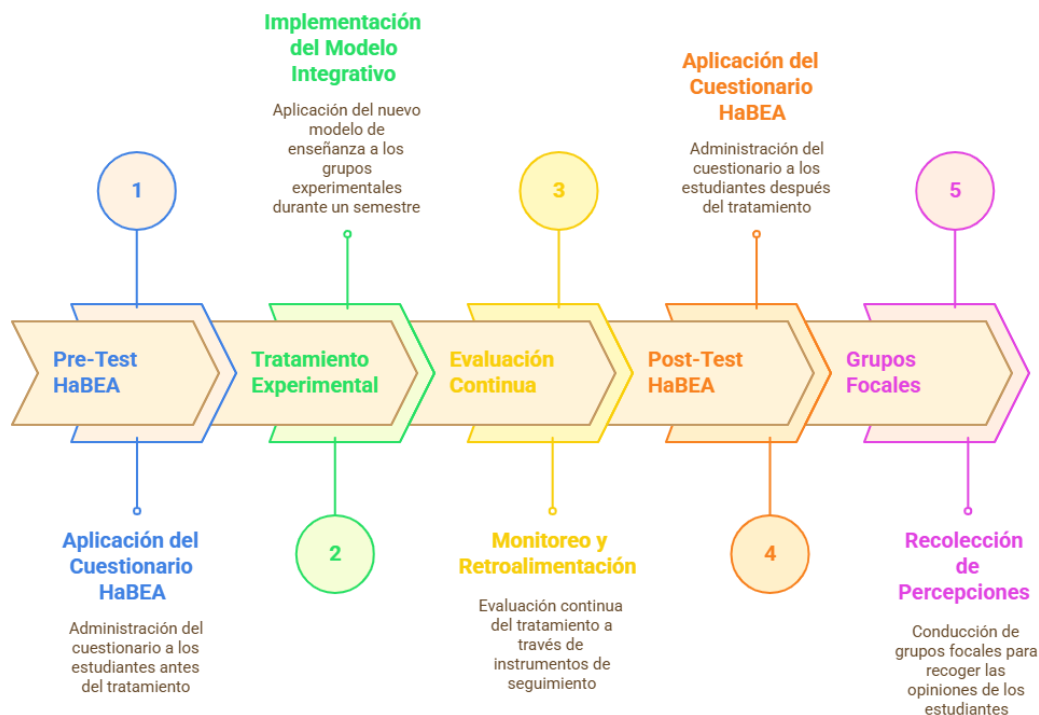 1
Pre-Test
HaBEA
Aplicación del
Cuestionario
HaBEA
Administración del
cuestionario a los
estudiantes antes
del tratamiento
Implementación
del Modelo
Integrativo
Aplicación del nuevo
modelo de
enseñanza a los
grupos
experimentales
durante un semestre
Tratamiento
Experimental
2
3
Evaluación
Continua
Monitoreo y
Retroalimentación
Evaluación continua
del tratamiento a
través de
instrumentos de
seguimiento
Aplicación del
Cuestionario
HaBEA
Administración del
cuestionario a los
estudiantes después
del tratamiento
Post-Test
HaBEA
4
5
Grupos
Focales
Recolección
de
Percepciones
Conducción de
grupos focales para
recoger las
opiniones de los
estudiantes